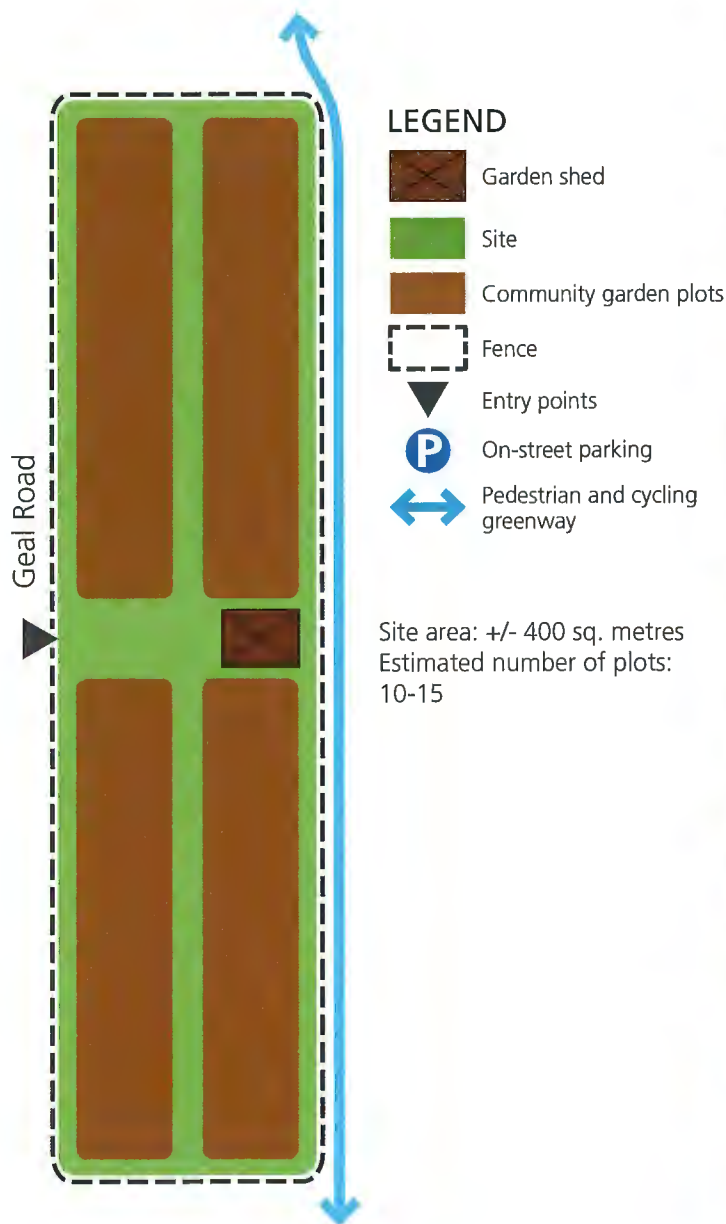 LEGEND
Garden shed
Site
Community garden plots
Fence
Entry points
P
On-street parking
Pedestrian and cycling
greenway
Geal Road
Site area: +/- 400 sq. metres
Estimated number of plots:
10-15